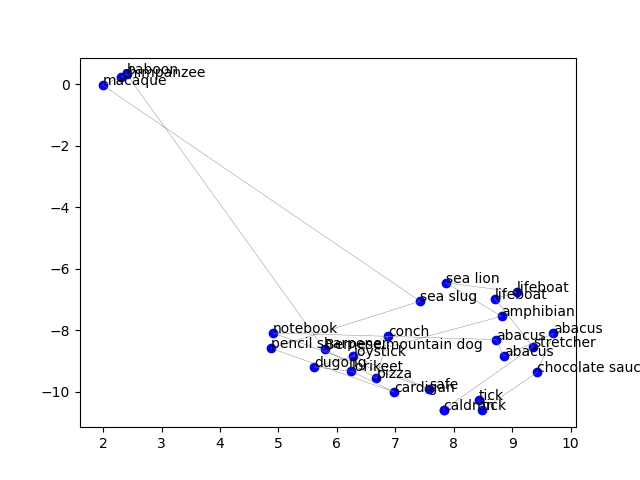 baboon
chimpanzee
macaque
sea lion
lifeboat
lifeboat
sea slug
amphibian
notebook
conch
abacus
abacus
pencil sharpener
Bernese mountain dog
stretcher
joystick
abacus
dugong
lorikeet
pizza
chocolate sauc
cardigan
safe
tick
caldron
tick
0
−2
−4
−6
−8
−10
2 3 4 5 6 7 8 9 10